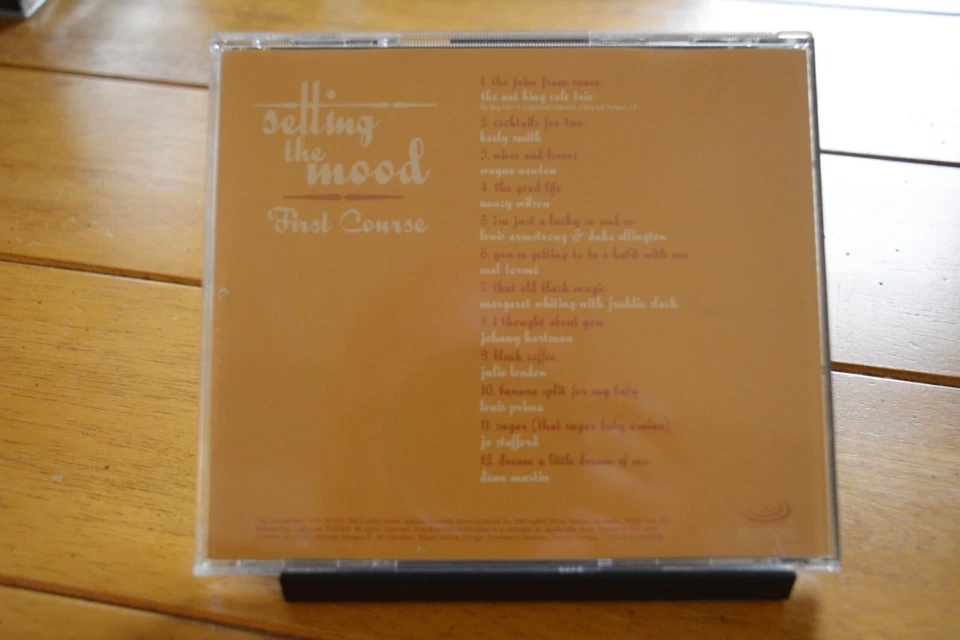 setting
the
mood
First Course
1. the frim fram sauce
the nat king cole trio
2. cocktails for two
keely smith
3. wives and lovers
wayne newton
4. the good life
nancy wilson
5. i'm just a lucky so and so
louis armstrong & duke ellington
6. you're getting to be a habit with me
mel tormé
7. that old black magic
margaret whiting with freddie slack
8. i thought about you
johnny hartman
9. black coffee
julie london
10. banana split for my baby
louis prima
11. sugar (that sugar baby o'mine)
jo stafford
12. dream a little dream of me
dean martin